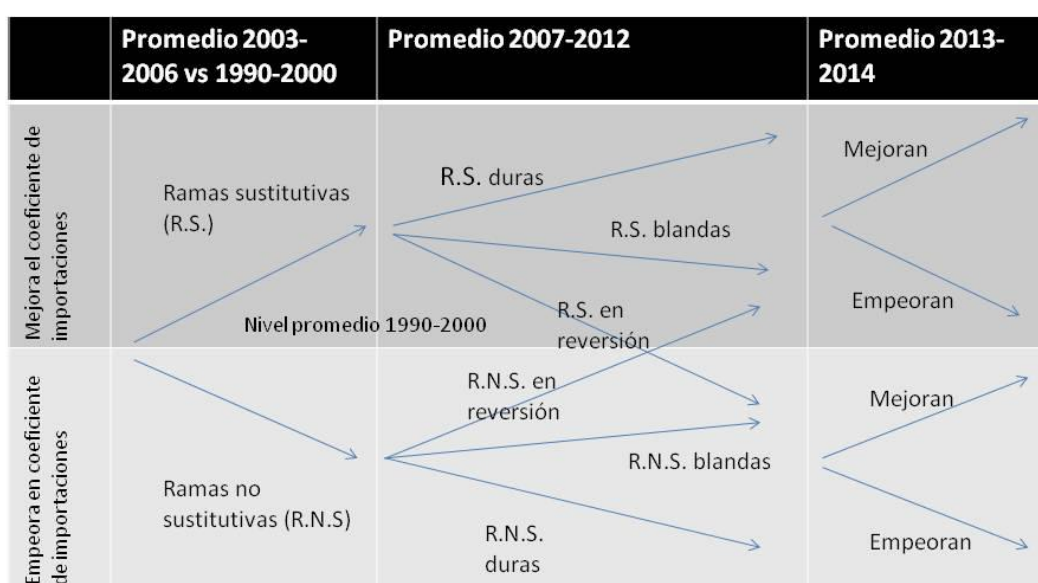 Promedio 2003-
2006 vs 1990-2000
Promedio 2007-2012
Promedio 2013-
2014
Mejora el coeficiente de
importaciones
Ramas sustitutivas
(R.S.)
Nivel promedio 1990-2000
R.S. duras
R.S. blandas
R.S. en
reversión
Mejoran
Empeoran
Empeora en coeficiente
de importaciones
Ramas no
sustitutivas (R.N.S)
R.N.S. en
reversión
R.N.S. blandas
R.N.S.
duras
Mejoran
Empeoran